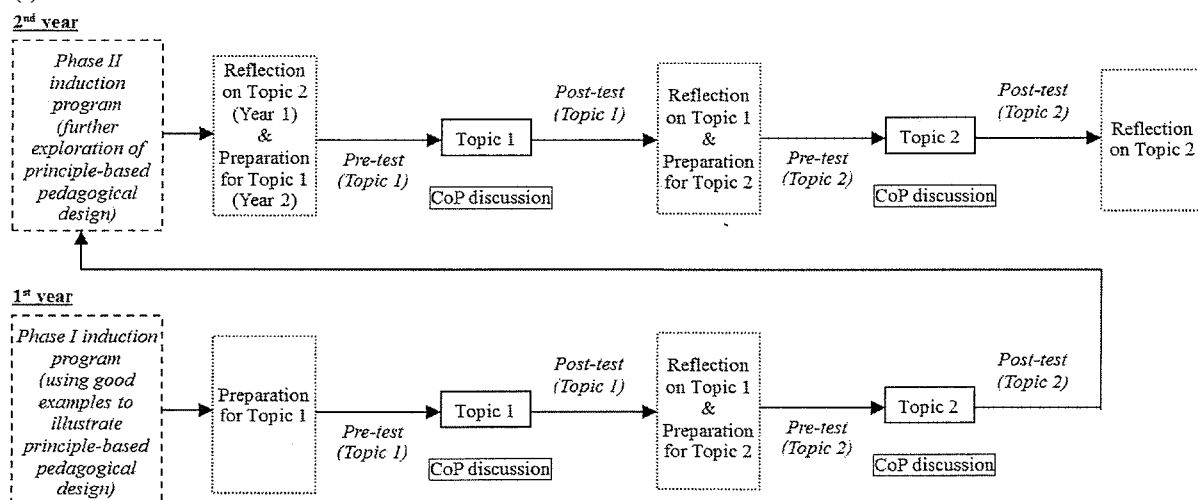 2nd year
Phase II
induction
program
(further
exploration of
principle-based
pedagogical
design)
Reflection
on Topic 2
(Year 1)
&
Preparation
for Topic 1
(Year 2)
Pre-test
(Topic 1)
Topic 1
CoP discussion
Post-test
(Topic 1)
Reflection
on Topic 1
&
Preparation
for Topic 2
Pre-test
(Topic 2)
Topic 2
CoP discussion
Post-test
(Topic 2)
Reflection
on Topic 2
1st year
Phase I induction
program
(using good
examples to
illustrate
principle-based
pedagogical
design)
Preparation
for Topic 1
Pre-test
(Topic 1)
Topic 1
CoP discussion
Post-test
(Topic 1)
Reflection
on Topic 1
&
Preparation
for Topic 2
Pre-test
(Topic 2)
Topic 2
CoP discussion
Post-test
(Topic 2)